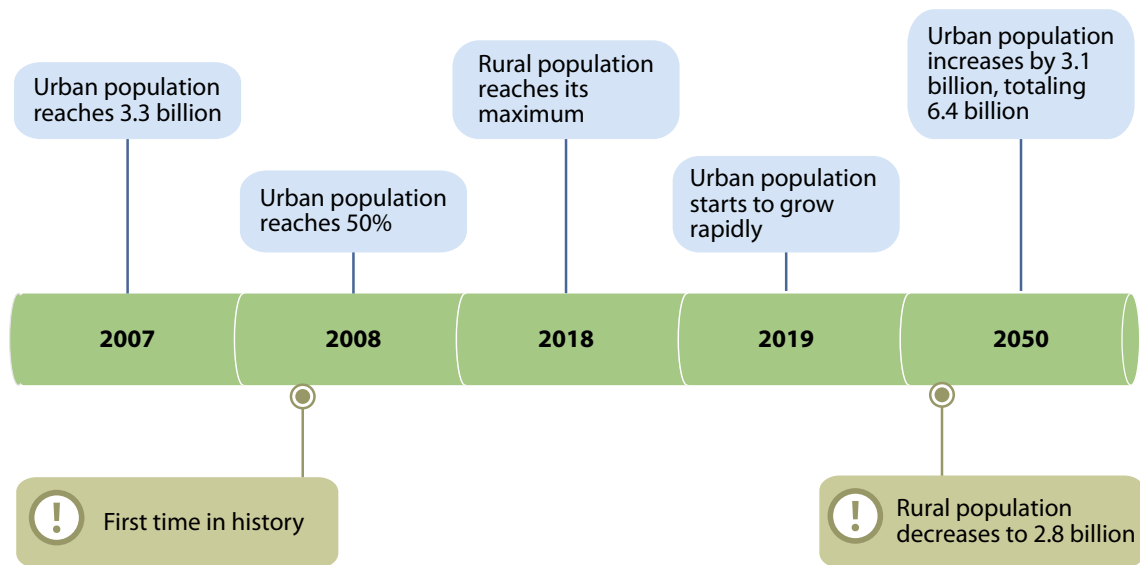 Urban population
reaches 3.3 billion
Urban population
reaches 50%
Rural population
reaches its
maximum
Urban population
starts to grow
rapidly
Urban population
increases by 3.1
billion, totaling
6.4 billion
2007
2008
2018
2019
2050
! First time in history
! Rural population
decreases to 2.8 billion